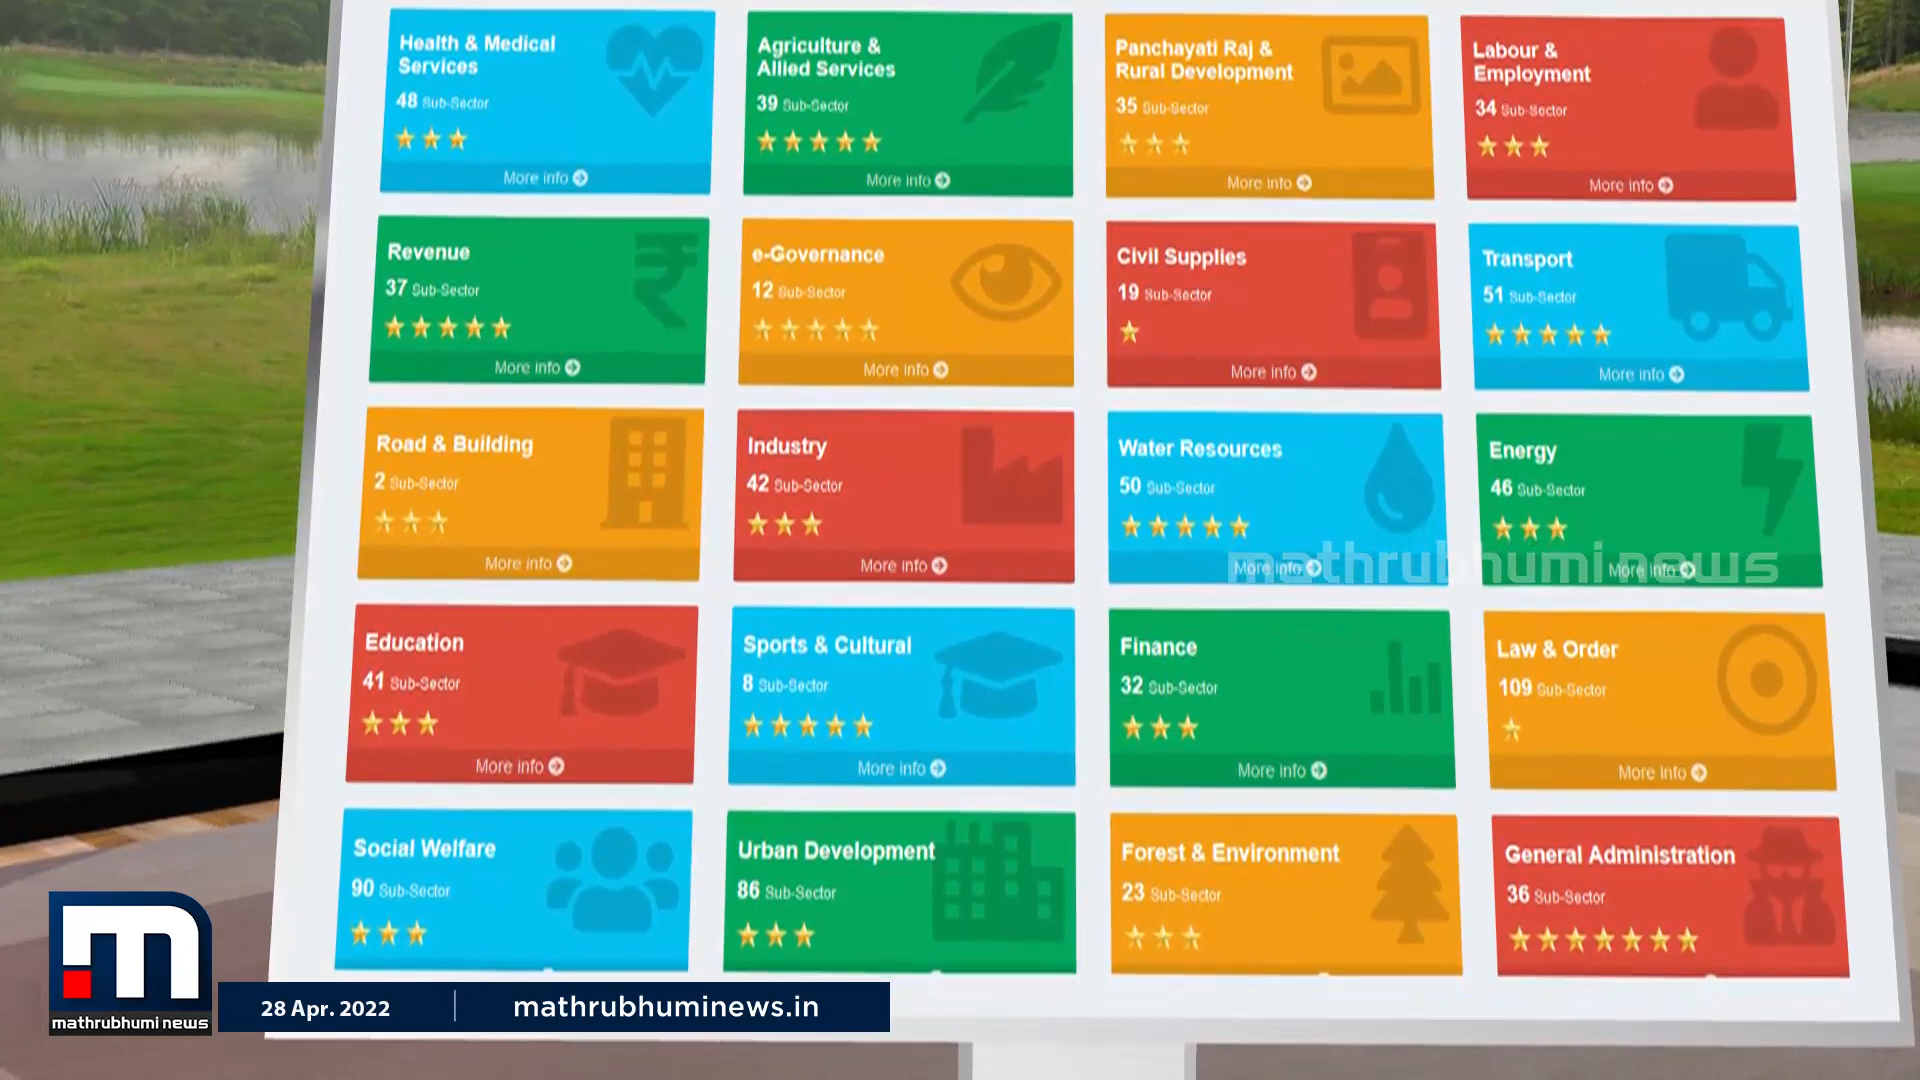 Health & Medical
Services
48 Sub-Sector
More info
Agriculture &
Allied Services
39 Sub-Sector
More info
Panchayati Raj &
Rural Development
35 Sub-Sector
More info
Labour &
Employment
34 Sub-Sector
More info
Revenue
37 Sub-Sector
More info
e-Governance
12 Sub-Sector
More info
Civil Supplies
19 Sub-Sector
More info
Transport
51 Sub-Sector
More info
Road & Building
2 Sub-Sector
More info
Industry
42 Sub-Sector
More info
Water Resources
50 Sub-Sector
More info
Energy
46 Sub-Sector
More info
mathrubhumi news
Education
41 Sub-Sector
More info
Sports & Cultural
8 Sub-Sector
More info
Finance
32 Sub-Sector
More info
Law & Order
109 Sub-Sector
More info
Social Welfare
90 Sub-Sector
Urban Development
86 Sub-Sector
Forest & Environment
23 Sub-Sector
General Administration
36 Sub-Sector
mathrubhumi news
28 Apr. 2022
mathrubhuminews.in